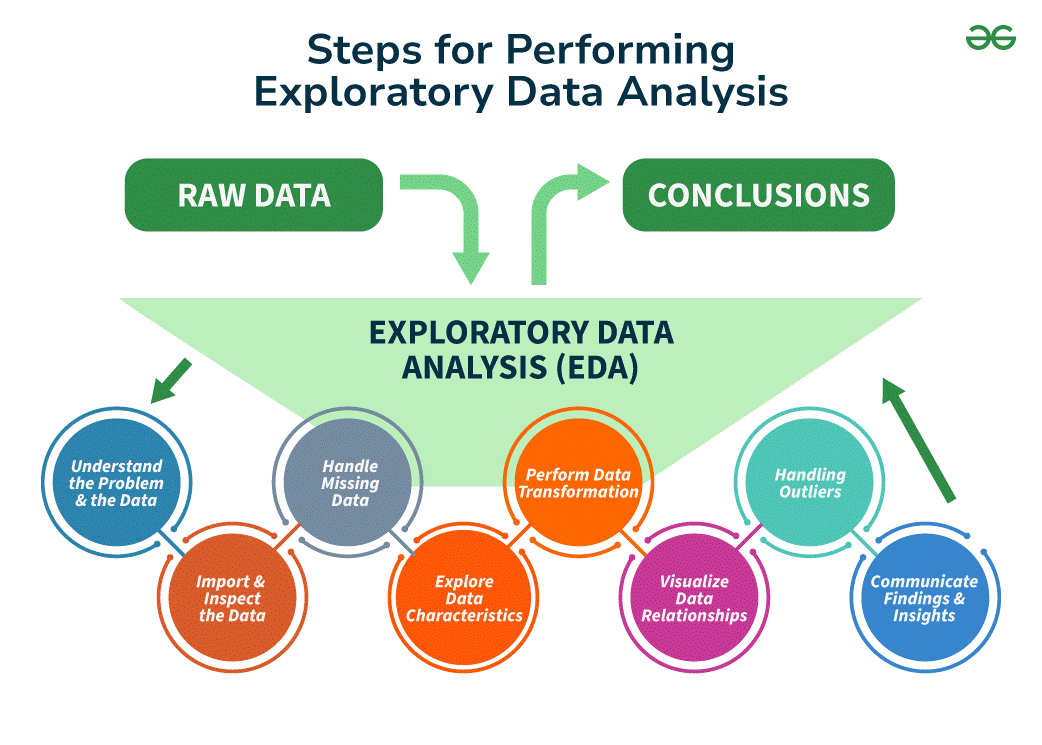 Steps for Performing
Exploratory Data Analysis
RAW DATA
CONCLUSIONS
EXPLORATORY DATA
ANALYSIS (EDA)
Understand
the Problem
& the Data
Import &
Inspect
the Data
Handle
Missing
Data
Explore
Data
Characteristics
Perform Data
Transformation
Visualize
Data
Relationships
Handling
Outliers
Communicate
Findings &
Insights